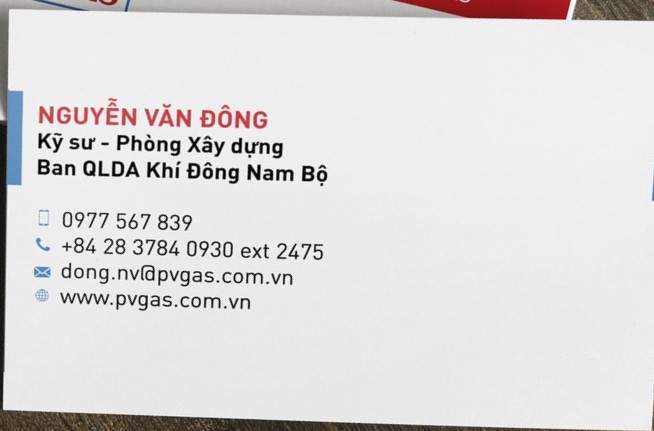 NGUYỄN VĂN ĐÔNG
Kỹ sư - Phòng Xây dựng
Ban QLDA Khí Đông Nam Bộ
0977 567 839
+84 28 3784 0930 ext 2475
dong.nv@pvgas.com.vn
www.pvgas.com.vn